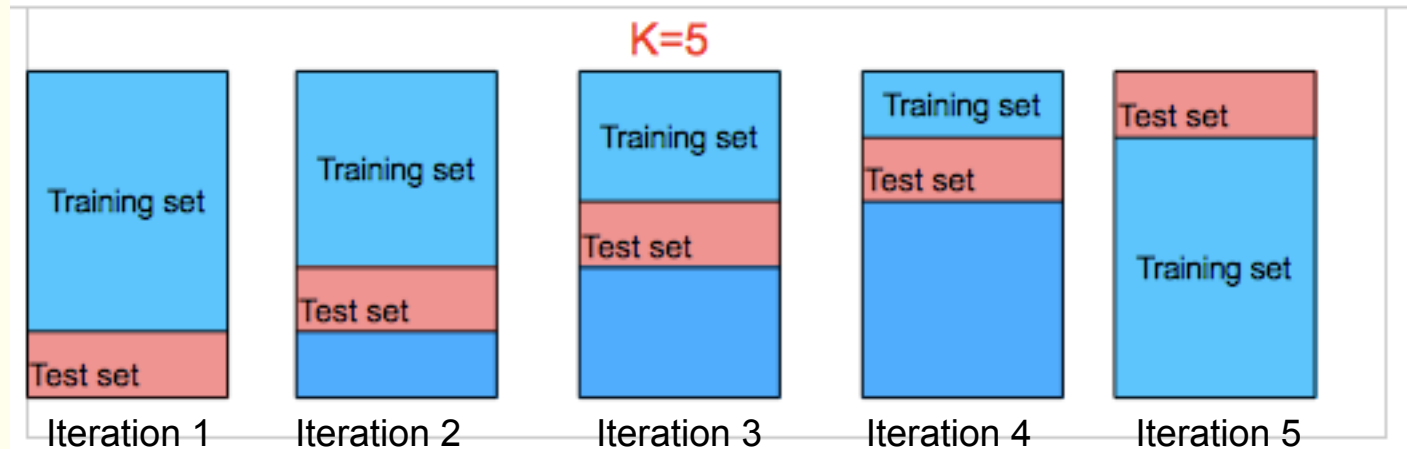 K=5
Training set
Test set
Training set
Test set
Training set
Test set
Training set
Test set
Test set
Training set
Iteration 1
Iteration 2
Iteration 3
Iteration 4
Iteration 5